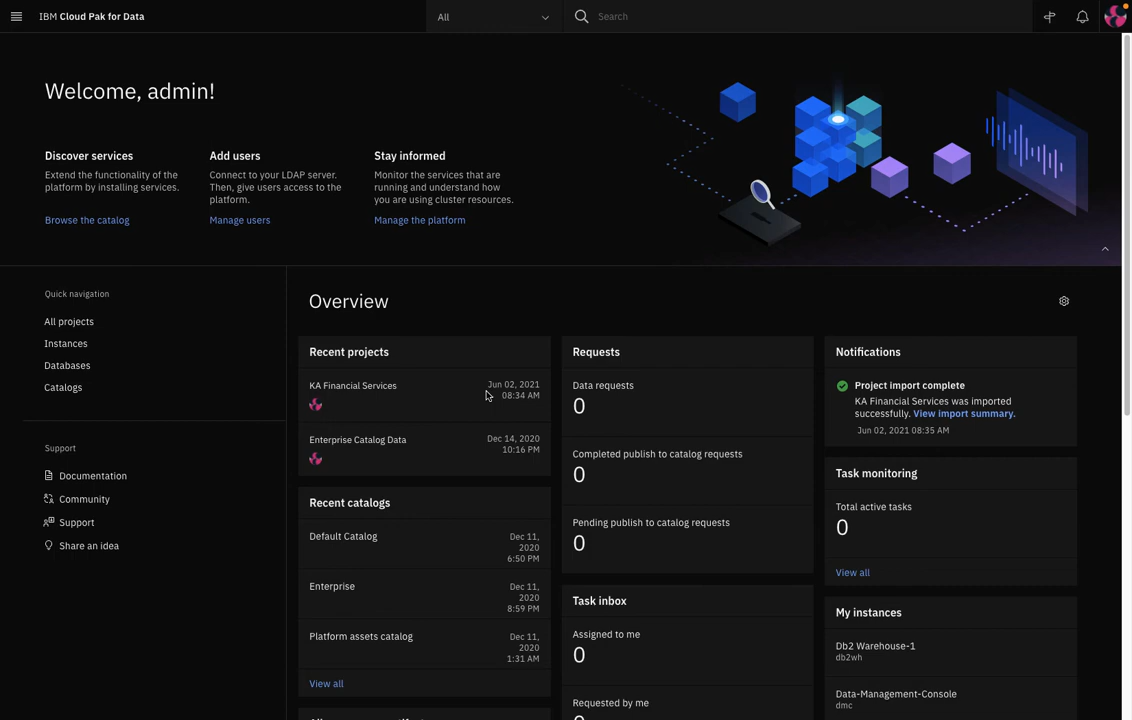 IBM Cloud Pak for Data
All
Search
Welcome, admin!
Discover services
Extend the functionality of the
platform by installing services.
Browse the catalog
Add users
Connect to your LDAP server.
Then, give users access to the
platform.
Manage users
Stay informed
Monitor the services that are
running and understand how
you are using cluster resources.
Manage the platform
Quick navigation
All projects
Instances
Databases
Catalogs
Support
Documentation
Community
Support
Share an idea
Overview
Recent projects
KA Financial Services
Jun 02, 2021
08:34 AM
Enterprise Catalog Data
Dec 14, 2020
10:16 PM
Recent catalogs
Default Catalog
Dec 11,
2020
6:50 PM
Enterprise
Dec 11,
2020
8:59 PM
Platform assets catalog
Dec 11,
2020
1:31 AM
View all
Requests
Data requests
0
Completed publish to catalog requests
0
Pending publish to catalog requests
0
Task inbox
Assigned to me
0
Requested by me
Notifications
Project import complete
KA Financial Services was imported
successfully. View import summary.
Jun 02, 2021 08:35 AM
Task monitoring
Total active tasks
0
View all
My instances
Db2 Warehouse-1
db2wh
Data-Management-Console
dmc